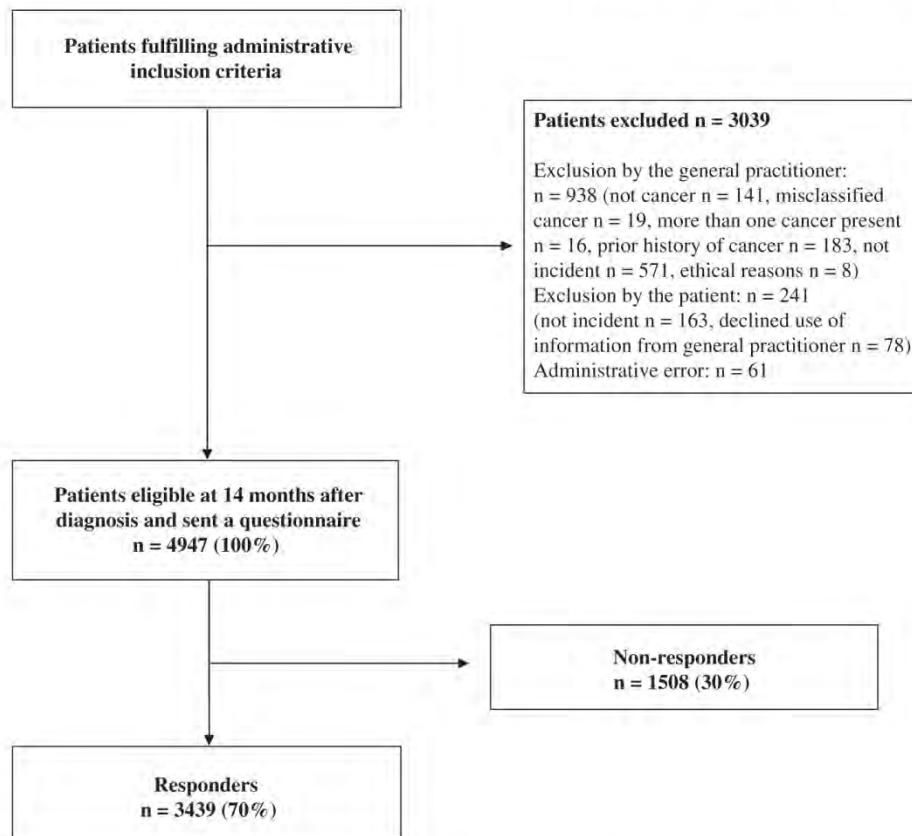 Patients fulfilling administrative
inclusion criteria
Patients excluded n = 3039
Exclusion by the general practitioner:
n = 938 (not cancer n = 141, misclassified
cancer n = 19, more than one cancer present
n = 16, prior history of cancer n = 183, not
incident n = 571, ethical reasons n = 8)
Exclusion by the patient: n = 241
(not incident n = 163, declined use of
information from general practitioner n = 78)
Administrative error: n = 61
Patients eligible at 14 months after
diagnosis and sent a questionnaire
n = 4947 (100%)
Non-responders
n = 1508 (30%)
Responders
n = 3439 (70%)